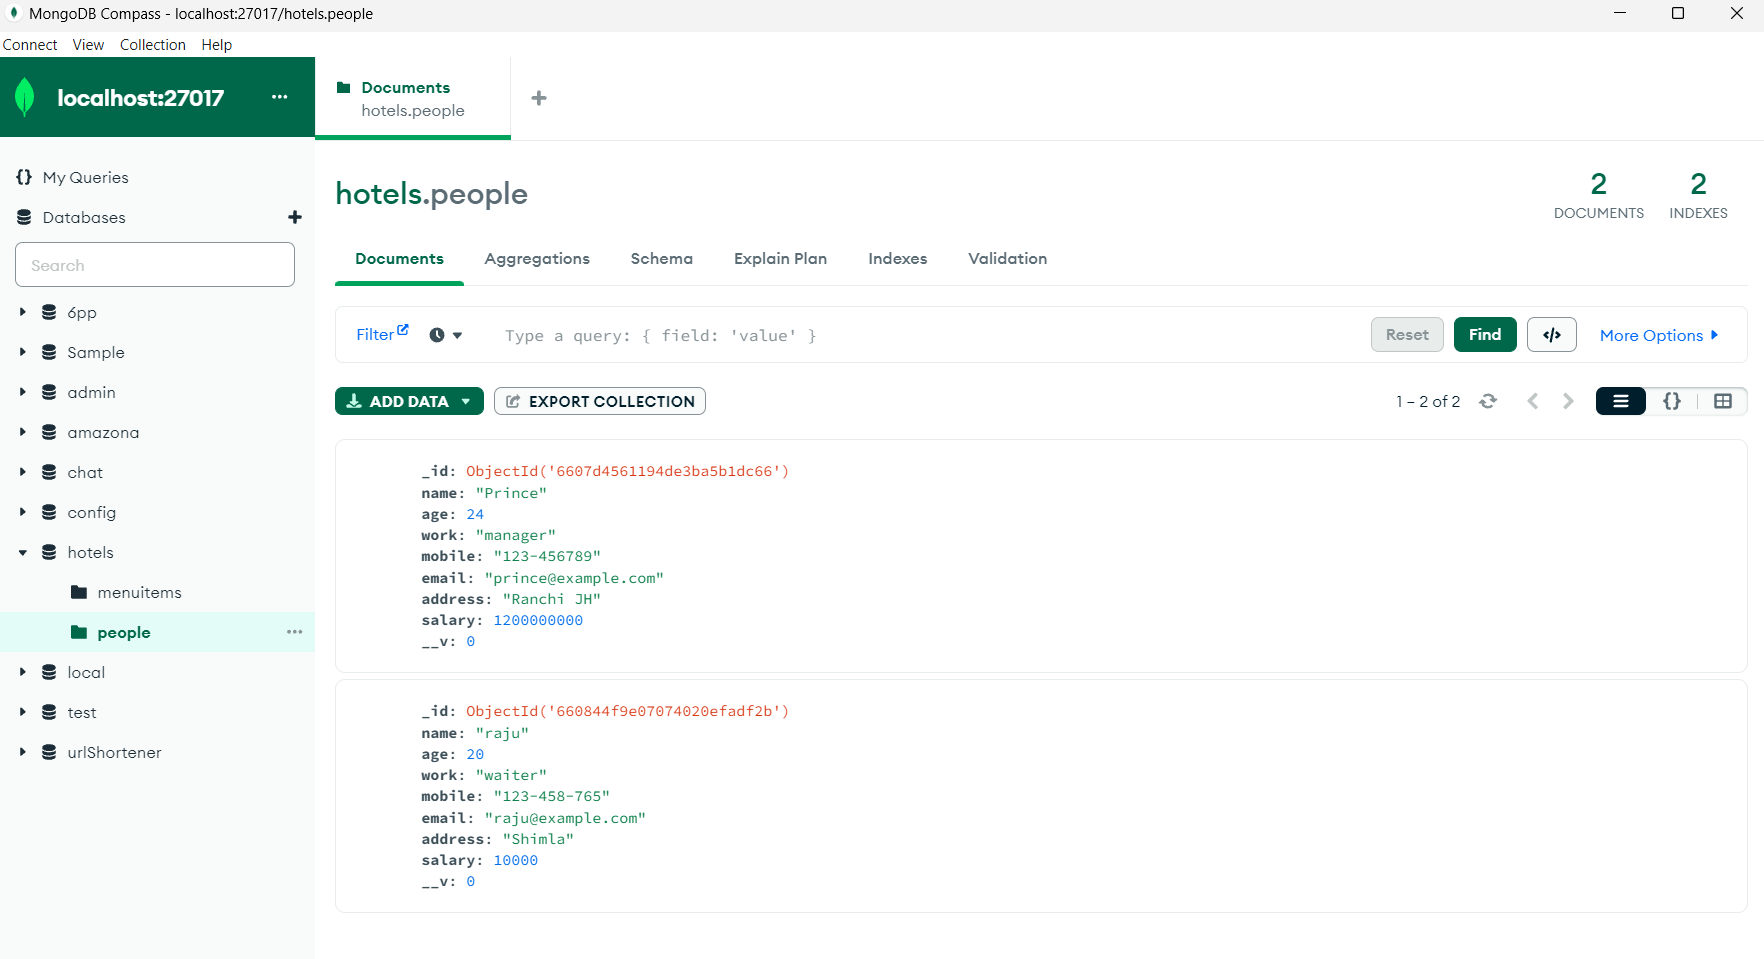 MongoDB Compass - localhost:27017/hotels.people
Connect View Collection Help
localhost:27017
Documents
hotels.people
My Queries
Databases
Search
6pp
Sample
admin
amazona
chat
config
hotels
menuitems
people
local
test
urlShortener
hotels.people
2
DOCUMENTS
2
INDEXES
Documents Aggregations Schema Explain Plan Indexes Validation
Filter Type a query: { field: 'value' } Reset Find </> More Options
ADD DATA EXPORT COLLECTION 1 – 2 of 2 {}
_id: ObjectId('6607d4561194de3ba5b1dc66')
name: "Prince"
age: 24
work: "manager"
mobile: "123-456789"
email: "prince@example.com"
address: "Ranchi JH"
salary: 1200000000
__v: 0
_id: ObjectId('660844f9e07074020efadf2b')
name: "raju"
age: 20
work: "waiter"
mobile: "123-458-765"
email: "raju@example.com"
address: "Shimla"
salary: 10000
__v: 0